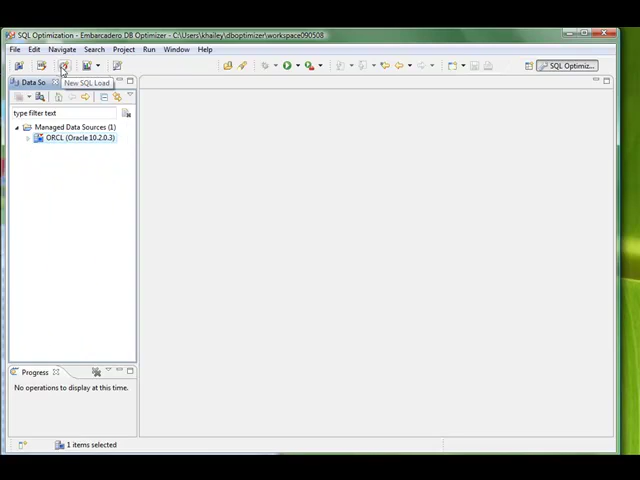 SQL Optimization - Embarcadero DB Optimizer - C:\Users\khailey\dboptimizer\workspace090508
File Edit Navigate Search Project Run Window Help
SQL Optimiz...
Data So
New SQL Load
type filter text
Managed Data Sources (1)
ORCL (Oracle 10.2.0.3)
Progress
No operations to display at this time.
1 items selected